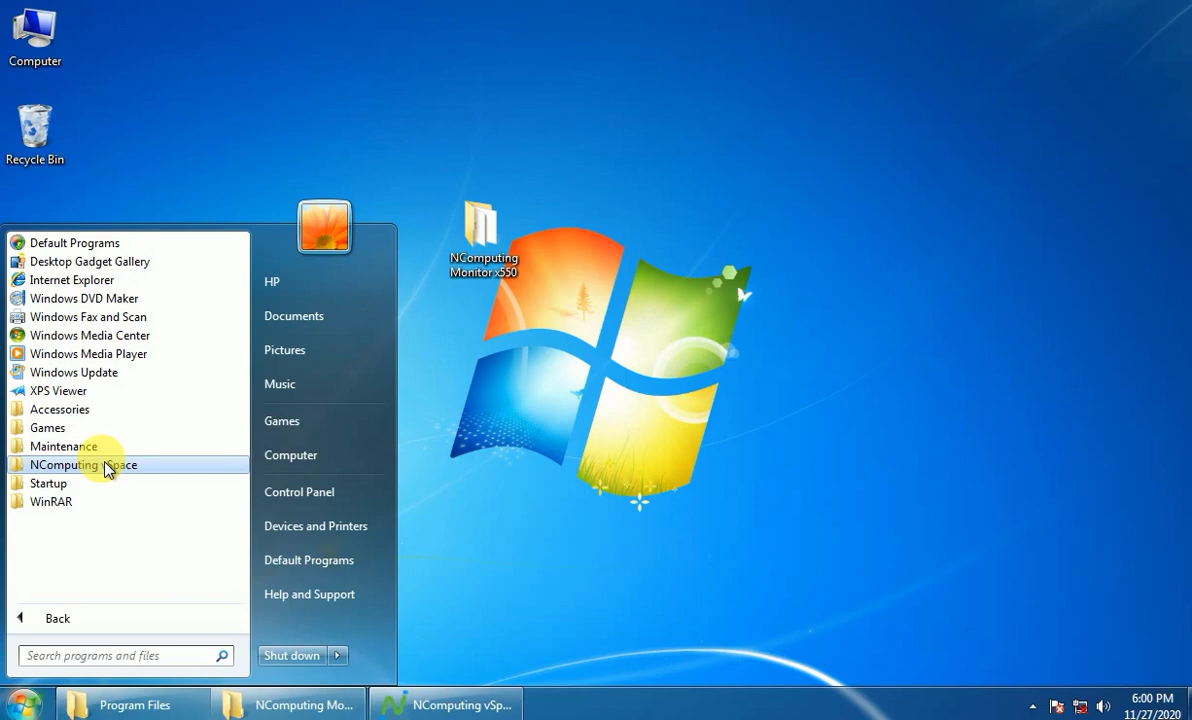 Computer
Recycle Bin
NComputing
Monitor x550
Default Programs
Desktop Gadget Gallery
Internet Explorer
Windows DVD Maker
Windows Fax and Scan
Windows Media Center
Windows Media Player
Windows Update
XPS Viewer
Accessories
Games
Maintenance
NComputing vSpace
Startup
WinRAR
Back
Search programs and files
HP
Documents
Pictures
Music
Games
Computer
Control Panel
Devices and Printers
Default Programs
Help and Support
Shut down
Program Files
NComputing Mo...
NComputing vSp...
6:00 PM
11/27/2020